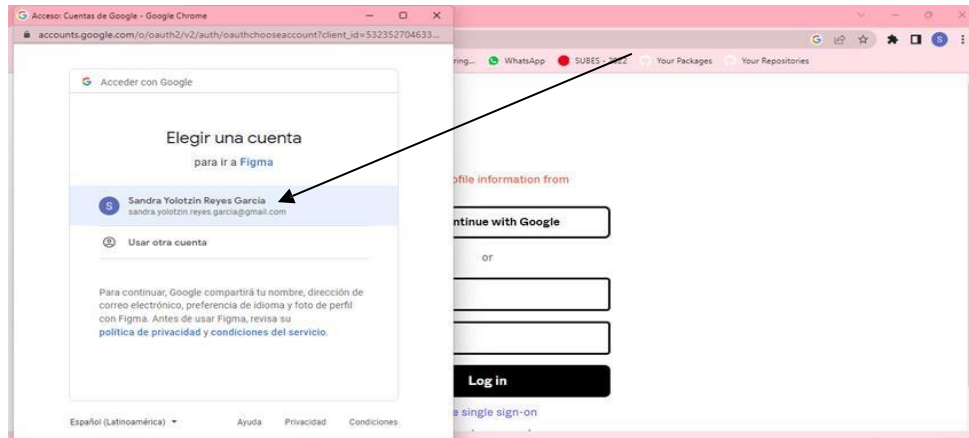 Acceso: Cuentas de Google - Google Chrome
accounts.google.com/o/oauth2/v2/auth/oauthchooseaccount?client_id=532352704633...
WhatsApp
SUBES - 2022
Your Packages
Your Repositories
Acceder con Google
Elegir una cuenta
para ir a Figma
S
Sandra Yolotzin Reyes García
sandra.yolotzin.reyes.garcia@gmail.com
Usar otra cuenta
Para continuar, Google compartirá tu nombre, dirección de
correo electrónico, preferencia de idioma y foto de perfil
con Figma. Antes de usar Figma, revisa su
política de privacidad y condiciones del servicio.
Español (Latinoamérica)
Ayuda
Privacidad
Condiciones
S
ofile information from
ntinue with Google
or
Log in
e single sign-on